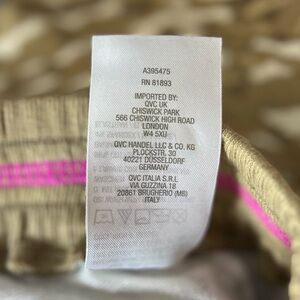 A395475
RN 81893
IMPORTED BY:
QVC UK
CHISWICK PARK
566 CHISWICK HIGH ROAD
LONDON
W4 5XU
QVC HANDEL LLC & CO. KG
PLOCKSTR. 30
40221 DÜSSELDORF
GERMANY
QVC ITALIA S.R.L
VIA GUZZINA 18
20861 BRUGHERIO (MB)
ITALY